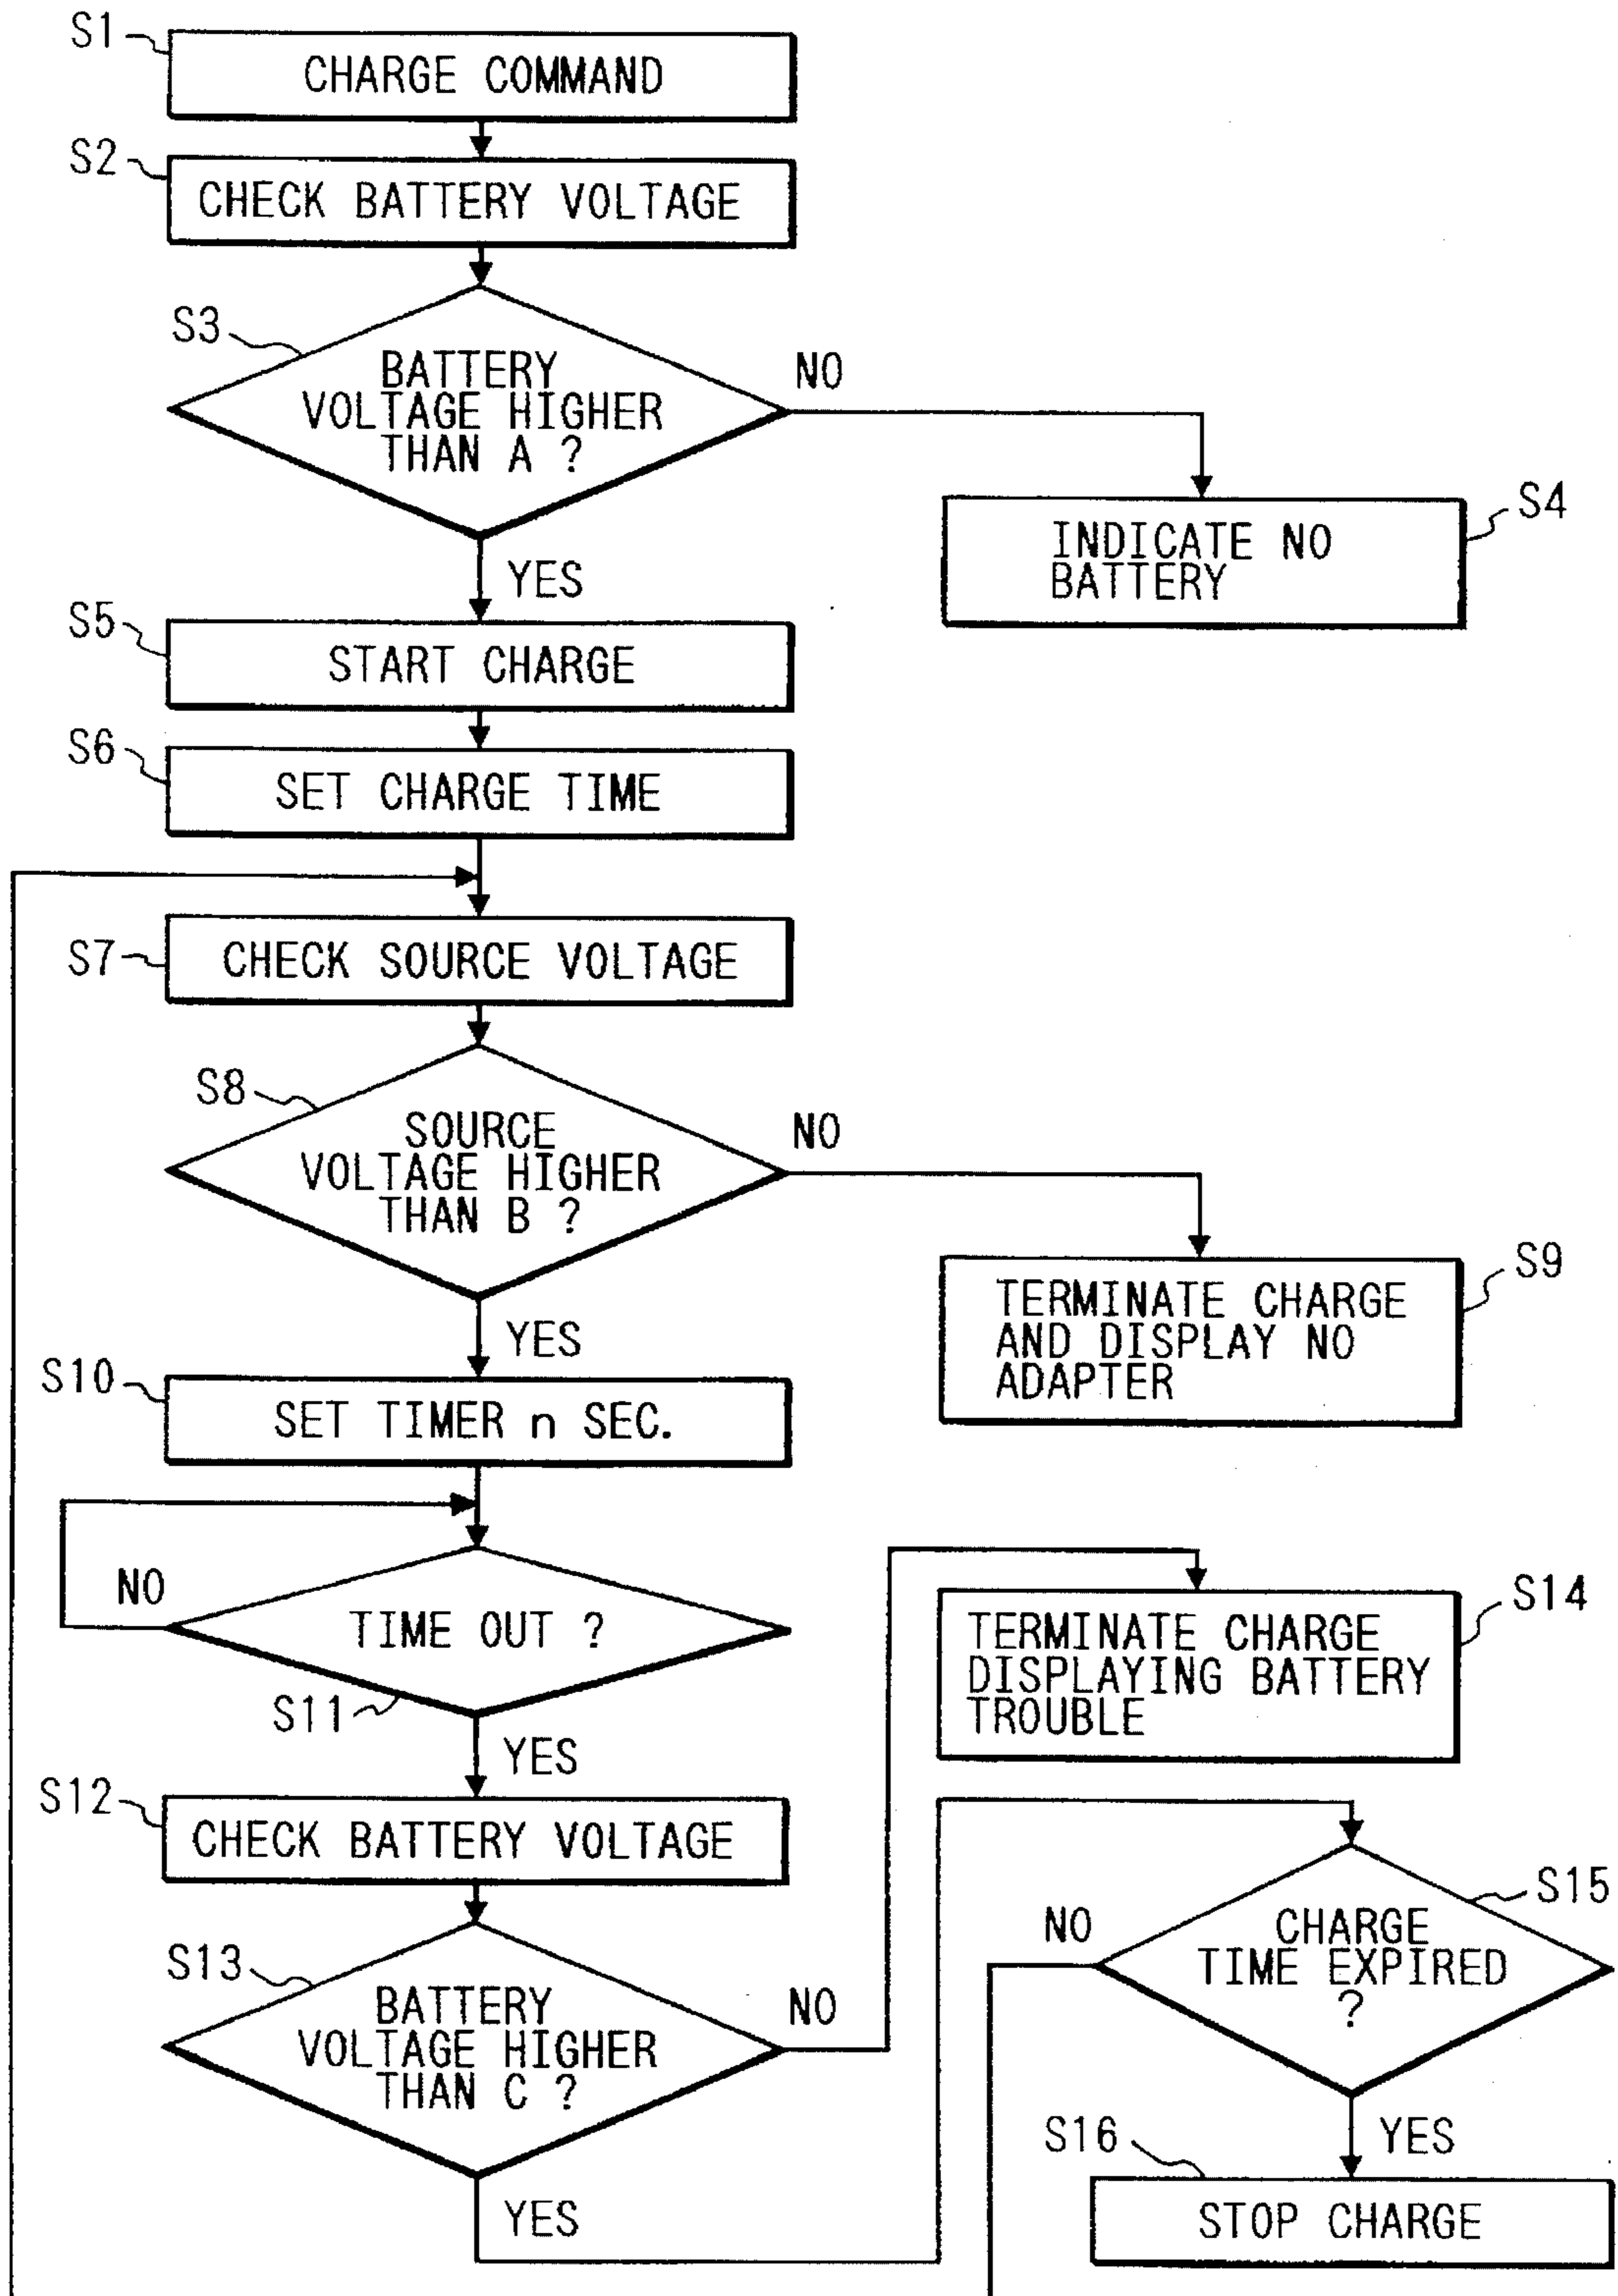 S1
CHARGE COMMAND
S2
CHECK BATTERY VOLTAGE
S3
BATTERY
VOLTAGE HIGHER
THAN A ?
NO
S4
INDICATE NO
BATTERY
YES
S5
START CHARGE
S6
SET CHARGE TIME
S7
CHECK SOURCE VOLTAGE
S8
SOURCE
VOLTAGE HIGHER
THAN B ?
NO
S9
TERMINATE CHARGE
AND DISPLAY NO
ADAPTER
YES
S10
SET TIMER n SEC.
NO
TIME OUT ?
S11
YES
S12
CHECK BATTERY VOLTAGE
S13
BATTERY
VOLTAGE HIGHER
THAN C ?
NO
YES
S14
TERMINATE CHARGE
DISPLAYING BATTERY
TROUBLE
S15
CHARGE
TIME EXPIRED
?
NO
YES
S16
STOP CHARGE